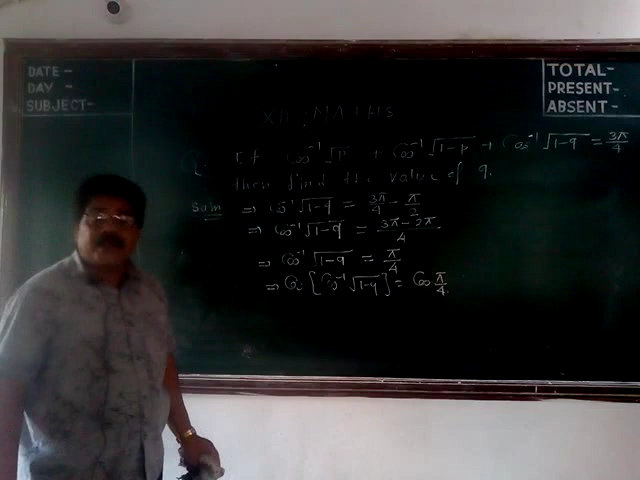 DATE -
DAY -
SUBJECT-
TOTAL-
PRESENT-
ABSENT -
XII : MATHS
Q. If Cos⁻¹√p + Cos⁻¹√1-p + Cos⁻¹√1-q = 3π/4
then find the value of q.
Soln ⇒ Cos⁻¹√1-q = 3π/4 - π/2
⇒ Cos⁻¹√1-q = 3π-2π/4
⇒ Cos⁻¹√1-q = π/4
⇒ Cos [Cos⁻¹√1-q] = Cos π/4